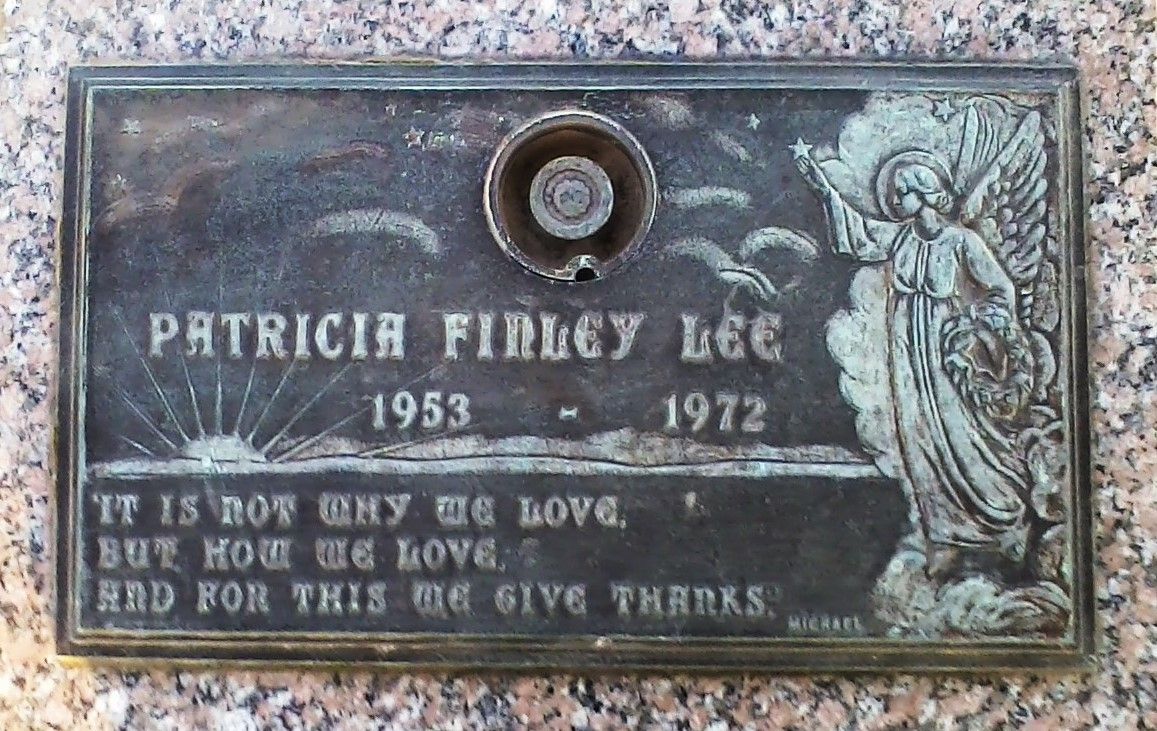 PATRICIA FINLEY LEE
1953 - 1972
"IT IS NOT WHY WE LOVE,
BUT HOW WE LOVE,
AND FOR THIS WE GIVE THANKS."
MICHAEL